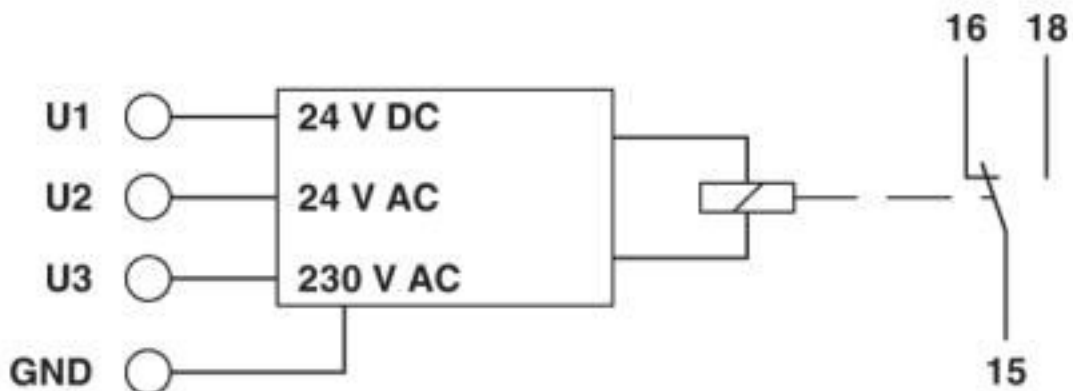 16 18
U1 24 V DC
U2 24 V AC
U3 230 V AC
GND
15